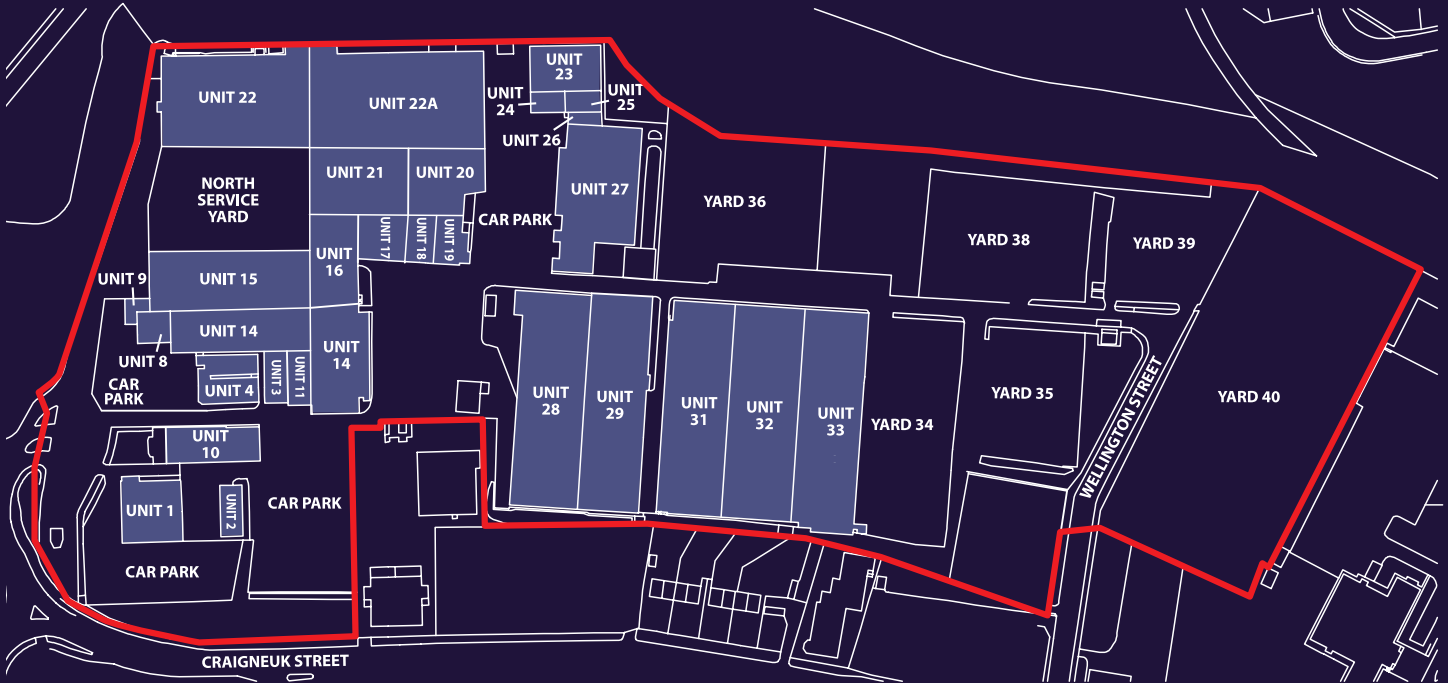 UNIT
23
UNIT 22
UNIT 22A
UNIT
24
UNIT
25
UNIT 26
UNIT 21
UNIT 20
UNIT 27
NORTH
SERVICE
YARD
YARD 36
CAR PARK
YARD 38
YARD 39
UNIT
16
UNIT 17
UNIT 18
UNIT 19
UNIT 9
UNIT 15
UNIT 14
UNIT
14
UNIT 8
CAR
PARK
UNIT 4
UNIT 3
UNIT 11
UNIT
28
UNIT
29
UNIT
31
UNIT
32
UNIT
33
YARD 34
YARD 35
WELLINGTON STREET
YARD 40
UNIT
10
UNIT 1
UNIT 2
CAR PARK
CAR PARK
CRAIGNEUK STREET